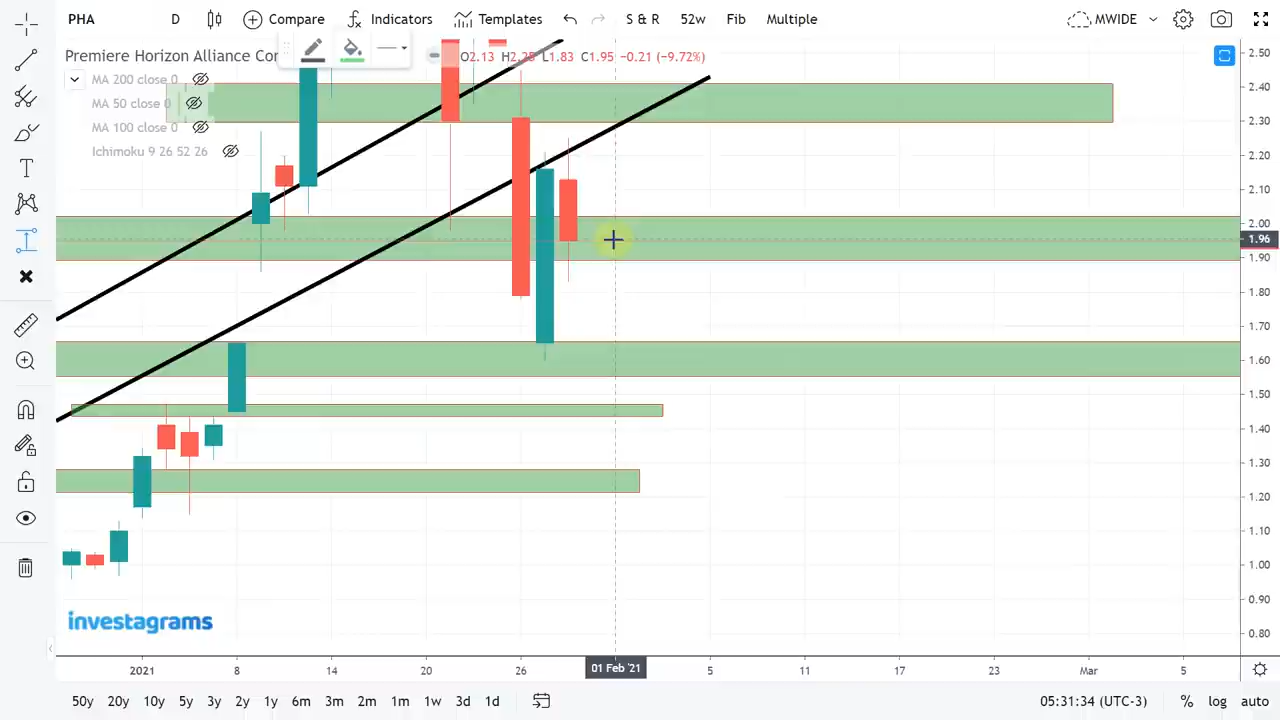 PHA D Compare Indicators Templates S & R 52w Fib Multiple MWIDE
Premiere Horizon Alliance Cor O2.13 H2.25 L1.83 C1.95 −0.21 (−9.72%)
MA 200 close 0
MA 50 close 0
MA 100 close 0
Ichimoku 9 26 52 26
2.50
2.40
2.30
2.20
2.10
2.00
1.96
1.90
1.80
1.70
1.60
1.50
1.40
1.30
1.20
1.10
1.00
0.90
0.80
investagrams
2021 8 14 20 26 01 Feb '21 5 11 17 23 Mar 5
50y 20y 10y 5y 3y 2y 1y 6m 3m 2m 1m 1w 3d 1d 05:31:34 (UTC-3) % log auto